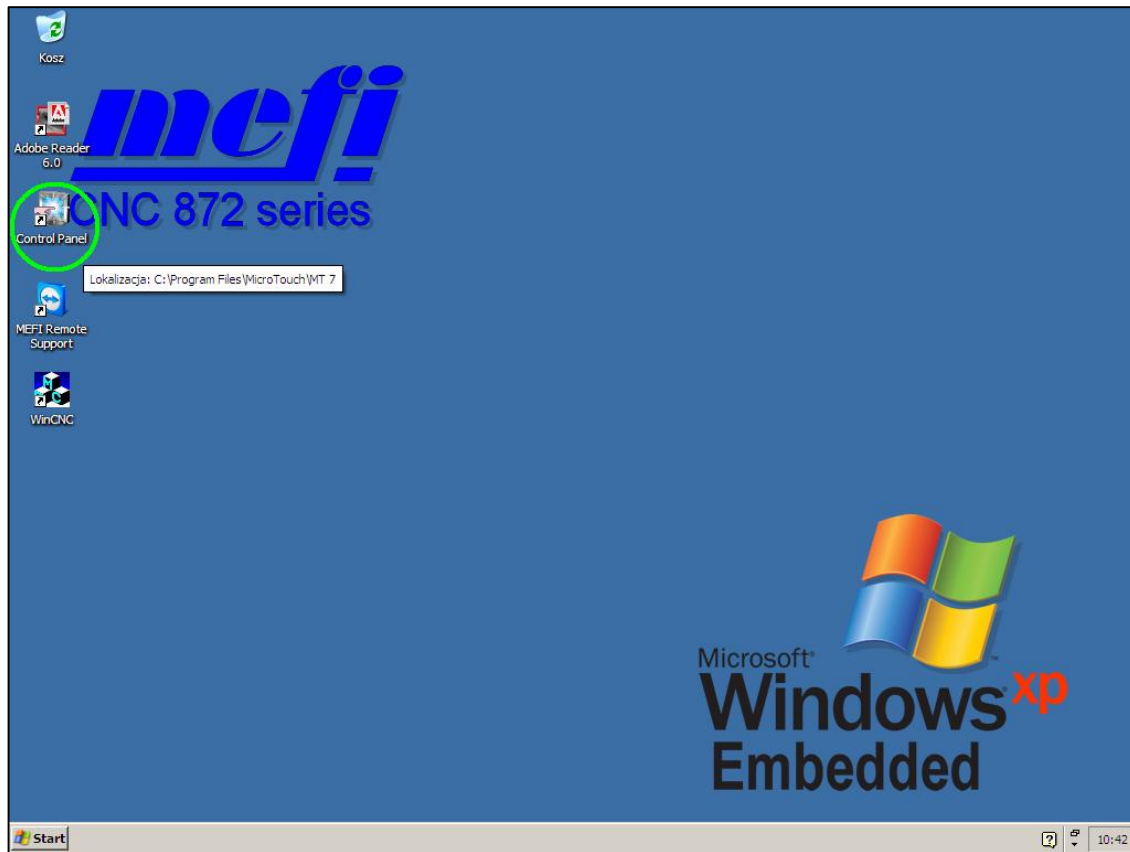 Kosz
Adobe Reader
6.0
Control Panel
MEFI Remote
Support
WinCNC
mefi
CNC 872 series
Lokalizacja: C:\Program Files\MicroTouch\MT 7
Microsoft®
Windows xp
Embedded
Start
10:42